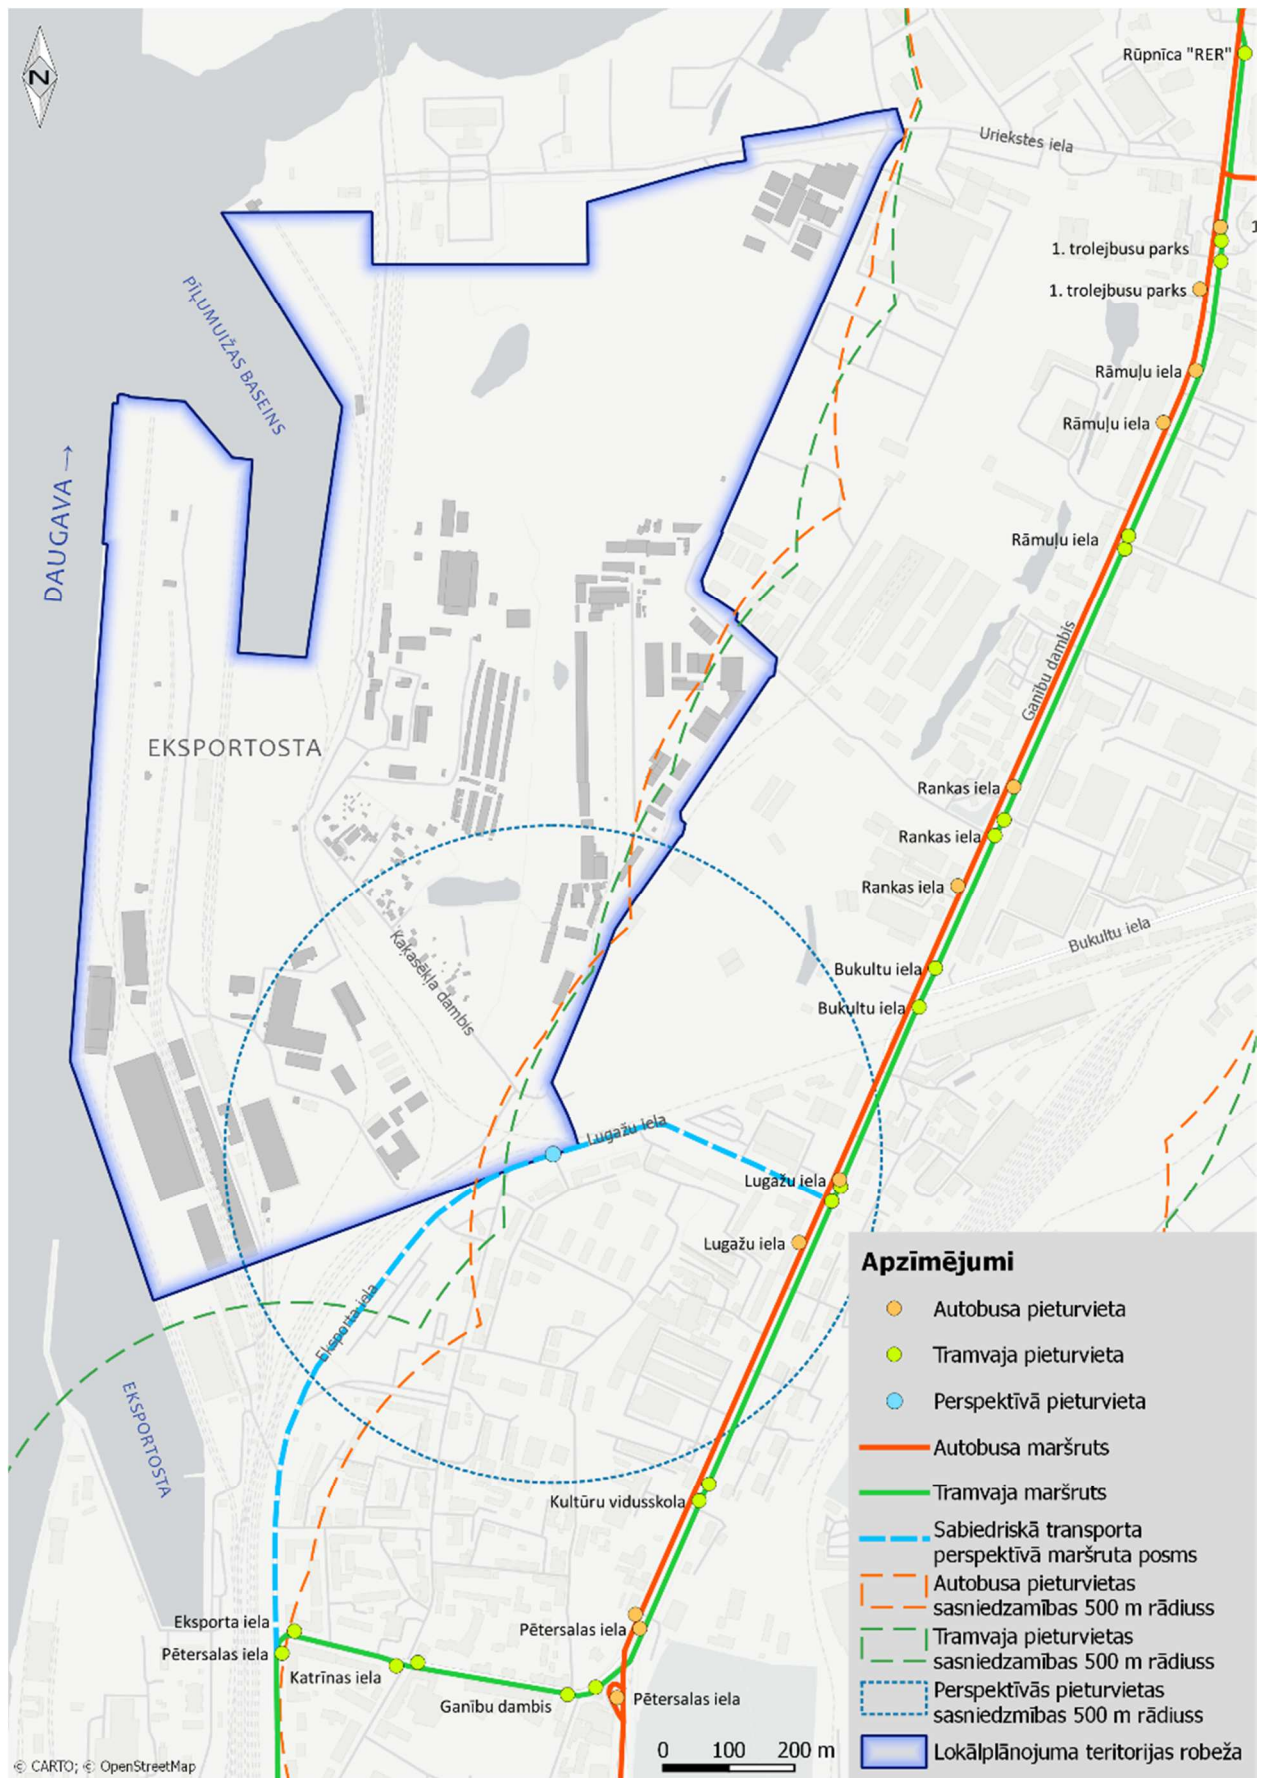 N
Rūpnīca "RER"
Uriekstes iela
1
1. trolejbusu parks
1. trolejbusu parks
PĪĻUMUIŽAS BASEINS
Rāmuļu iela
Rāmuļu iela
DAUGAVA →
Rāmuļu iela
Ganību dambis
EKSPORTOSTA
Rankas iela
Rankas iela
Rankas iela
Bukultu iela
Kaķasēkļa dambis
Bukultu iela
Bukultu iela
Lugažu iela
Lugažu iela
Lugažu iela
Eksporta iela
EKSPORTOSTA
Kultūru vidusskola
Eksporta iela
Pētersalas iela
Pētersalas iela
Katrīnas iela
Ganību dambis
Pētersalas iela
Apzīmējumi
Autobusa pieturvieta
Tramvaja pieturvieta
Perspektīvā pieturvieta
Autobusa maršruts
Tramvaja maršruts
Sabiedriskā transporta
perspektīvā maršruta posms
Autobusa pieturvietas
sasniedzamības 500 m rādiuss
Tramvaja pieturvietas
sasniedzamības 500 m rādiuss
Perspektīvās pieturvietas
sasniedzmības 500 m rādiuss
Lokālplānojuma teritorijas robeža
0 100 200 m
© CARTO; © OpenStreetMap